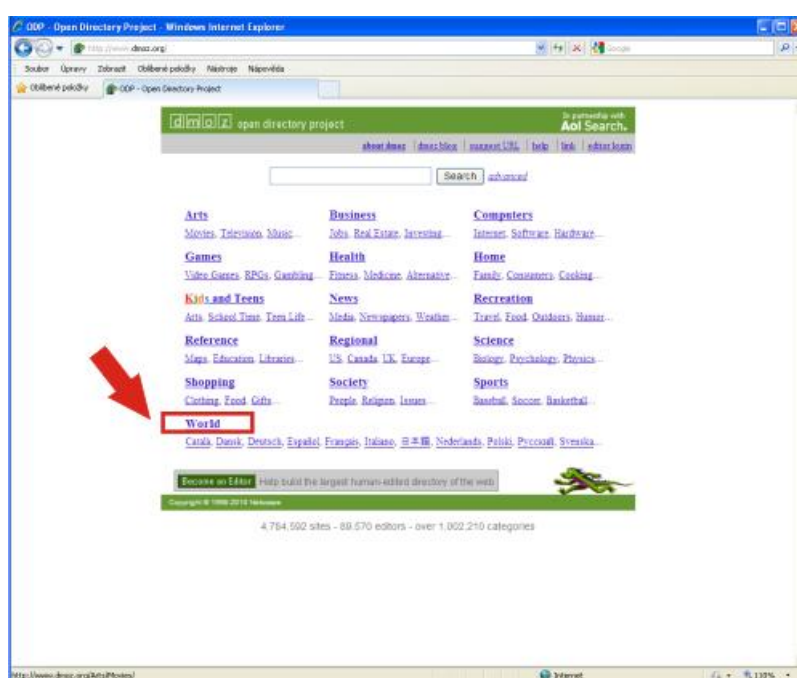 ODP - Open Directory Project - Windows Internet Explorer
http://www.dmoz.org/
Google
Soubor Úpravy Zobrazit Oblíbené položky Nástroje Nápověda
Oblíbené položky ODP - Open Directory Project
dmoz open directory project
In partnership with
Aol Search.
about dmoz | dmoz blog | suggest URL | help | link | editor login
Search advanced
Arts Business Computers
Movies, Television, Music... Jobs, Real Estate, Investing... Internet, Software, Hardware...
Games Health Home
Video Games, RPGs, Gambling... Fitness, Medicine, Alternative... Family, Consumers, Cooking...
Kids and Teens News Recreation
Arts, School Time, Teen Life... Media, Newspapers, Weather... Travel, Food, Outdoors, Humor...
Reference Regional Science
Maps, Education, Libraries... US, Canada, UK, Europe... Biology, Psychology, Physics...
Shopping Society Sports
Clothing, Food, Gifts... People, Religion, Issues... Baseball, Soccer, Basketball...
World
Català, Dansk, Deutsch, Español, Français, Italiano, 日本語, Nederlands, Polski, Русский, Svenska...
Become an Editor Help build the largest human-edited directory of the web
Copyright © 1998-2010 Netscape
4,764,592 sites - 89,570 editors - over 1,002,210 categories
http://www.dmoz.org/Arts/Movies/ Internet 110%